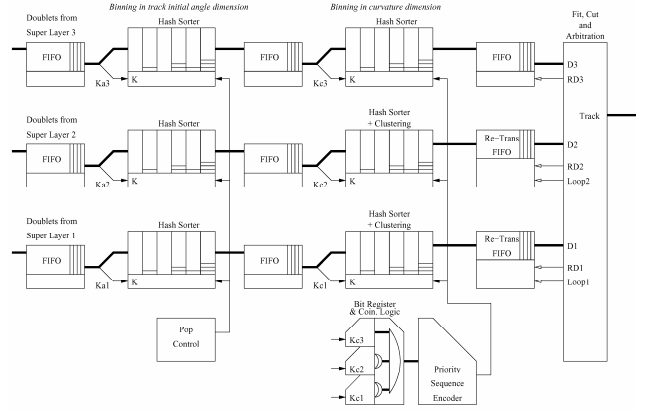 Binning in track initial angle dimension
Binning in curvature dimension
Fit, Cut
and
Arbitration
Doublets from
Super Layer 3
Hash Sorter
Hash Sorter
FIFO
FIFO
FIFO
D3
Ka3
K
Kc3
K
RD3
Track
Doublets from
Super Layer 2
Hash Sorter
Hash Sorter
+ Clustering
FIFO
FIFO
Re-Trans
FIFO
D2
RD2
Ka2
K
Kc2
K
Loop2
Doublets from
Super Layer 1
Hash Sorter
Hash Sorter
+ Clustering
FIFO
FIFO
Re-Trans
FIFO
D1
RD1
Ka1
K
Kc1
K
Loop1
Pop
Control
Bit Register
& Coin. Logic
Kc3
Kc2
Kc1
Priority
Sequence
Encoder